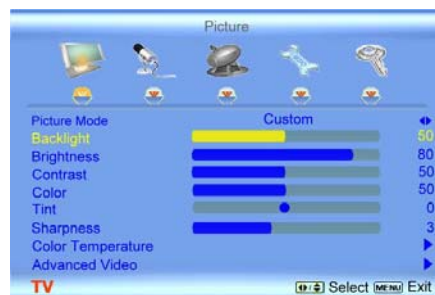 Picture
Picture Mode Custom
Backlight 50
Brightness 80
Contrast 50
Color 50
Tint 0
Sharpness 3
Color Temperature
Advanced Video
TV Select MENU Exit